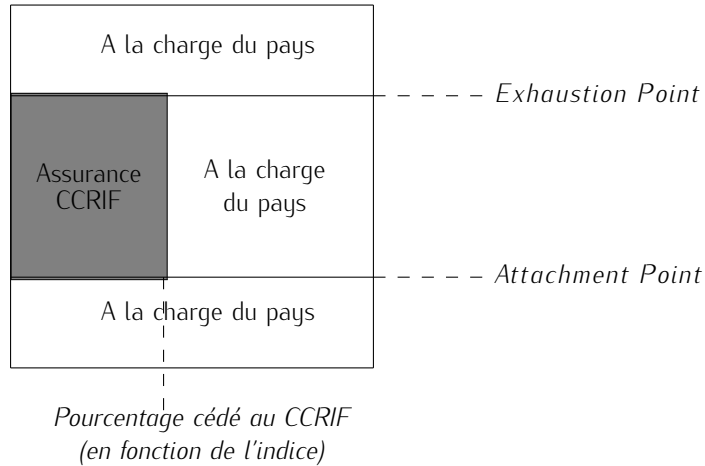 A la charge du pays
Exhaustion Point
Assurance
CCRIF
A la charge
du pays
Attachment Point
A la charge du pays
Pourcentage cédé au CCRIF
(en fonction de l'indice)